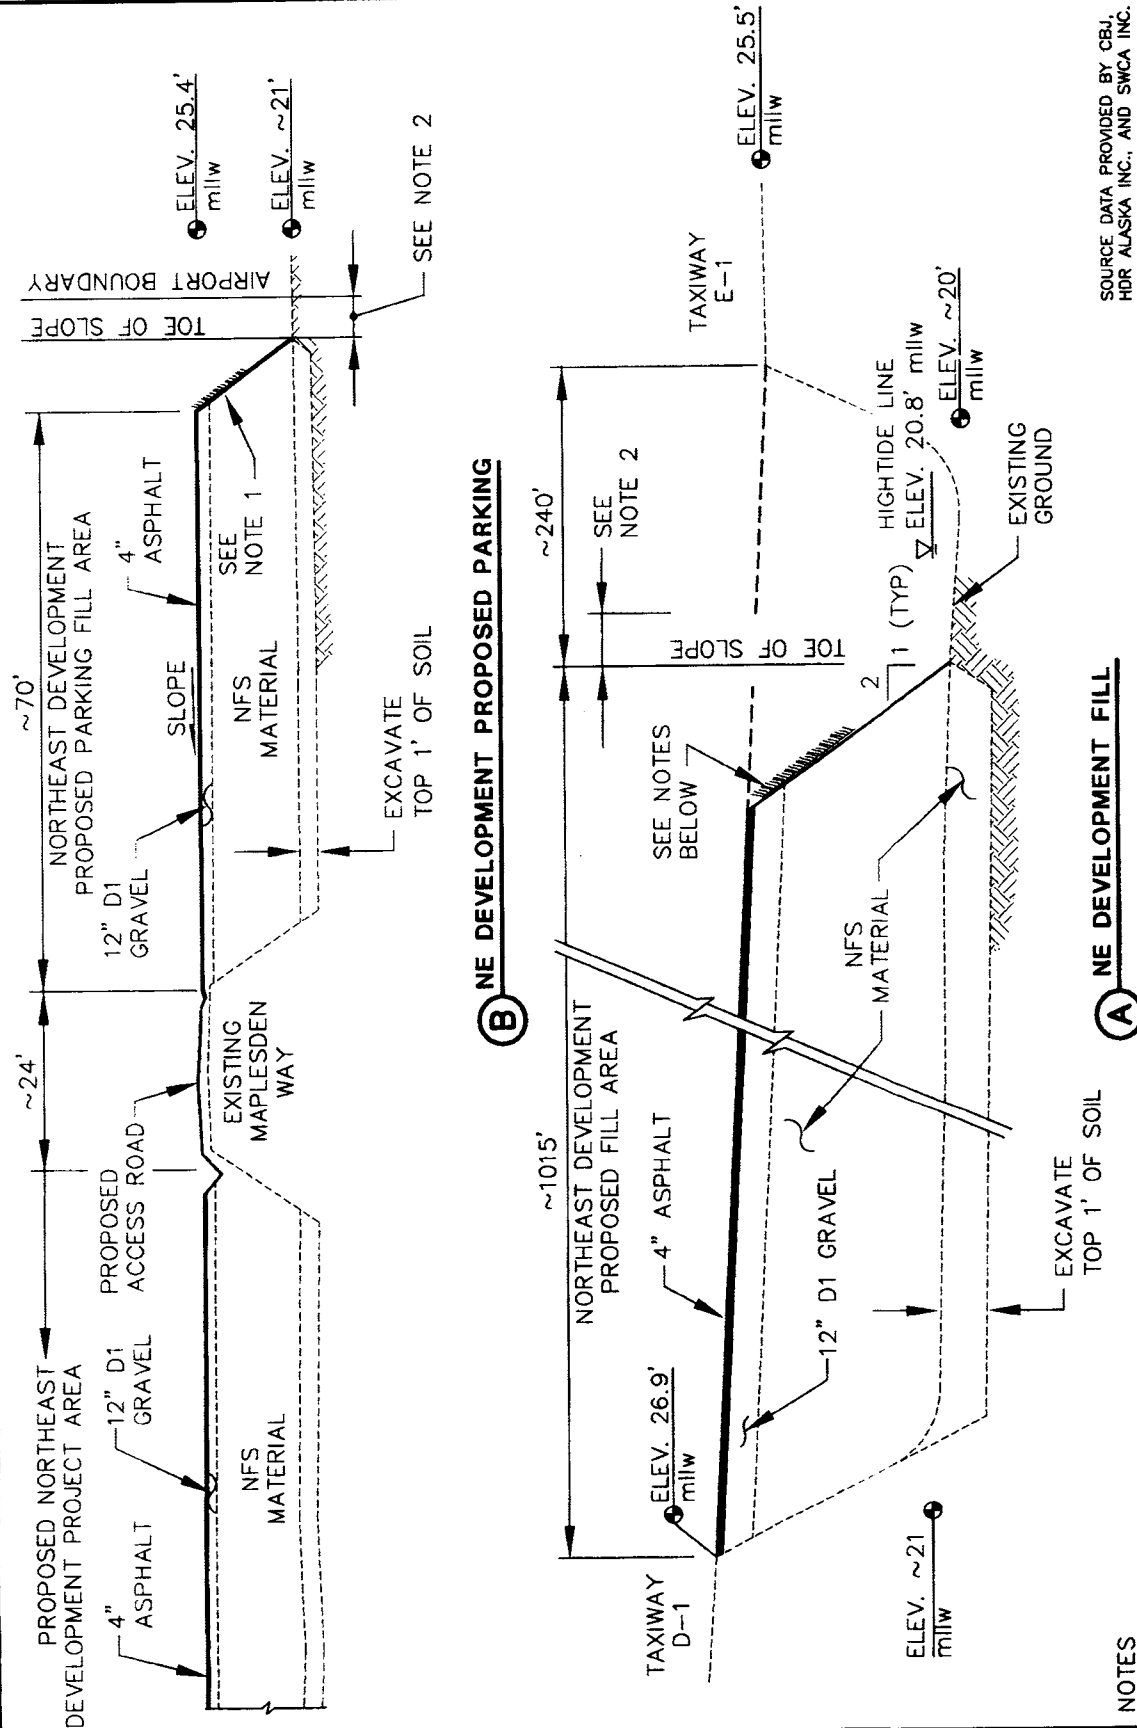 PROPOSED NORTHEAST
DEVELOPMENT PROJECT AREA
~24'
~70'
NORTHEAST DEVELOPMENT
PROPOSED PARKING FILL AREA
4"
ASPHALT
12" D1
GRAVEL
PROPOSED
ACCESS ROAD
12" D1
GRAVEL
SLOPE
4"
ASPHALT
TOE OF SLOPE
AIRPORT BOUNDARY
ELEV. 25.4'
mllw
ELEV. ~21'
mllw
NFS
MATERIAL
EXISTING
MAPLESDEN
WAY
NFS
MATERIAL
SEE
NOTE 1
SEE NOTE 2
EXCAVATE
TOP 1' OF SOIL
B
NE DEVELOPMENT PROPOSED PARKING
~1015'
NORTHEAST DEVELOPMENT
PROPOSED FILL AREA
~240'
SEE
NOTE 2
TAXIWAY
D-1
ELEV. 26.9'
mllw
4" ASPHALT
SEE NOTES
BELOW
TOE OF SLOPE
TAXIWAY
E-1
ELEV. 25.5'
mllw
12" D1 GRAVEL
NFS
MATERIAL
2
1 (TYP)
HIGHTIDE LINE
ELEV. 20.8' mllw
ELEV. ~21
mllw
ELEV. ~20'
mllw
EXISTING
GROUND
EXCAVATE
TOP 1' OF SOIL
A
NE DEVELOPMENT FILL
NOTES
SOURCE DATA PROVIDED BY CBJ,
HDR ALASKA INC., AND SWCA INC.